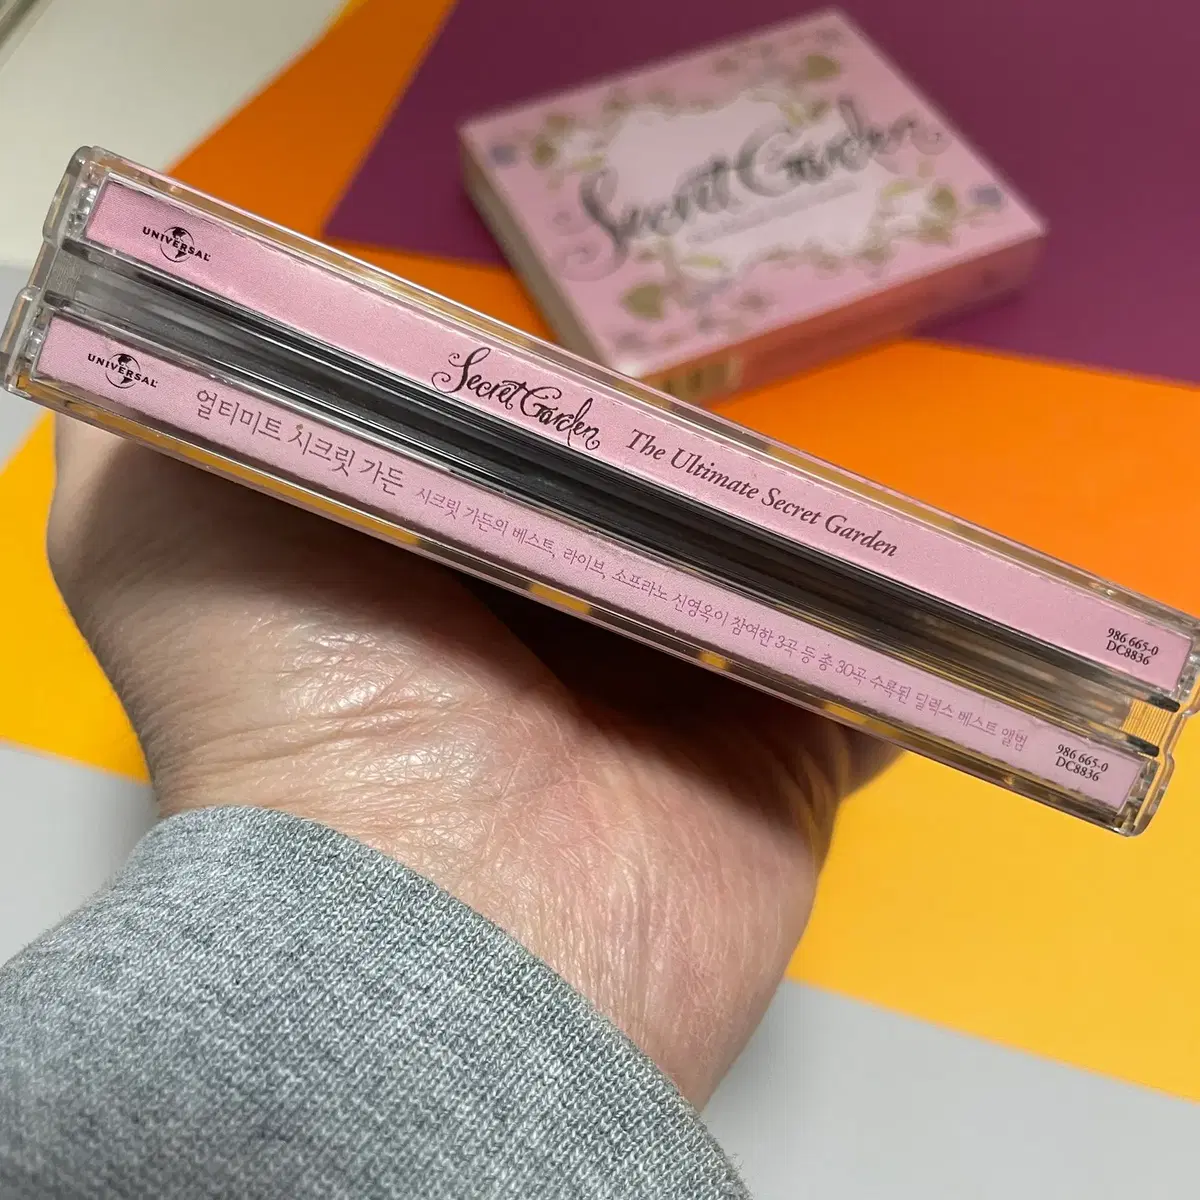 Secret Garden
UNIVERSAL
Secret Garden The Ultimate Secret Garden
986 665-0
DC8836
UNIVERSAL
얼티미트 시크릿 가든 시크릿 가든의 베스트, 라이브, 소프라노 신영옥이 참여한 3곡 등 총 30곡 수록된 딜럭스 베스트 앨범
986 665-0
DC8836